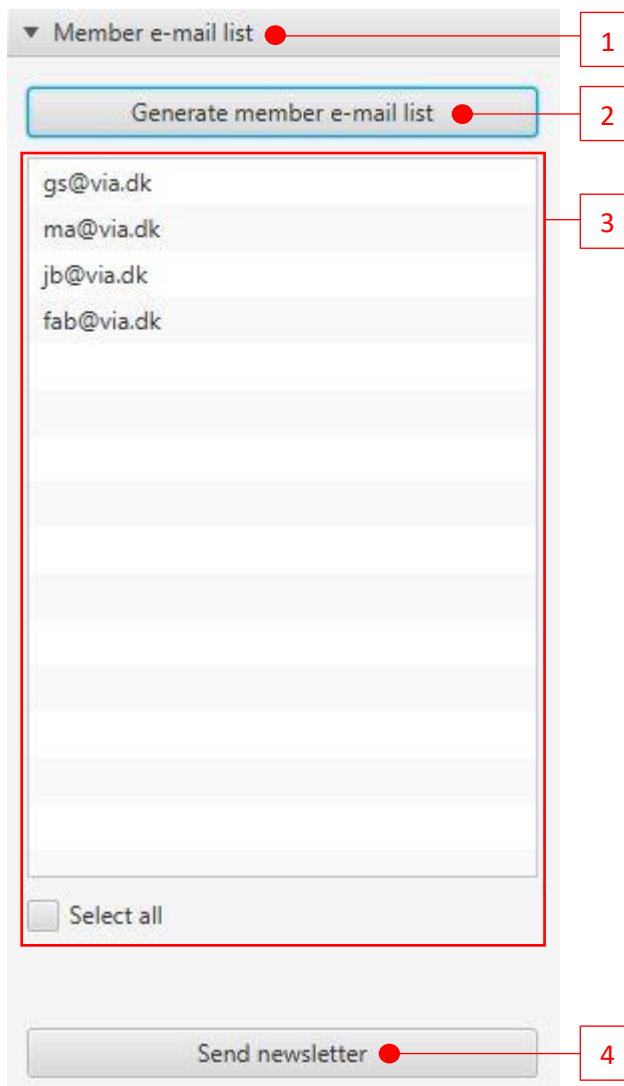 Member e-mail list
1
Generate member e-mail list
2
gs@via.dk
3
ma@via.dk
jb@via.dk
fab@via.dk
Select all
Send newsletter
4